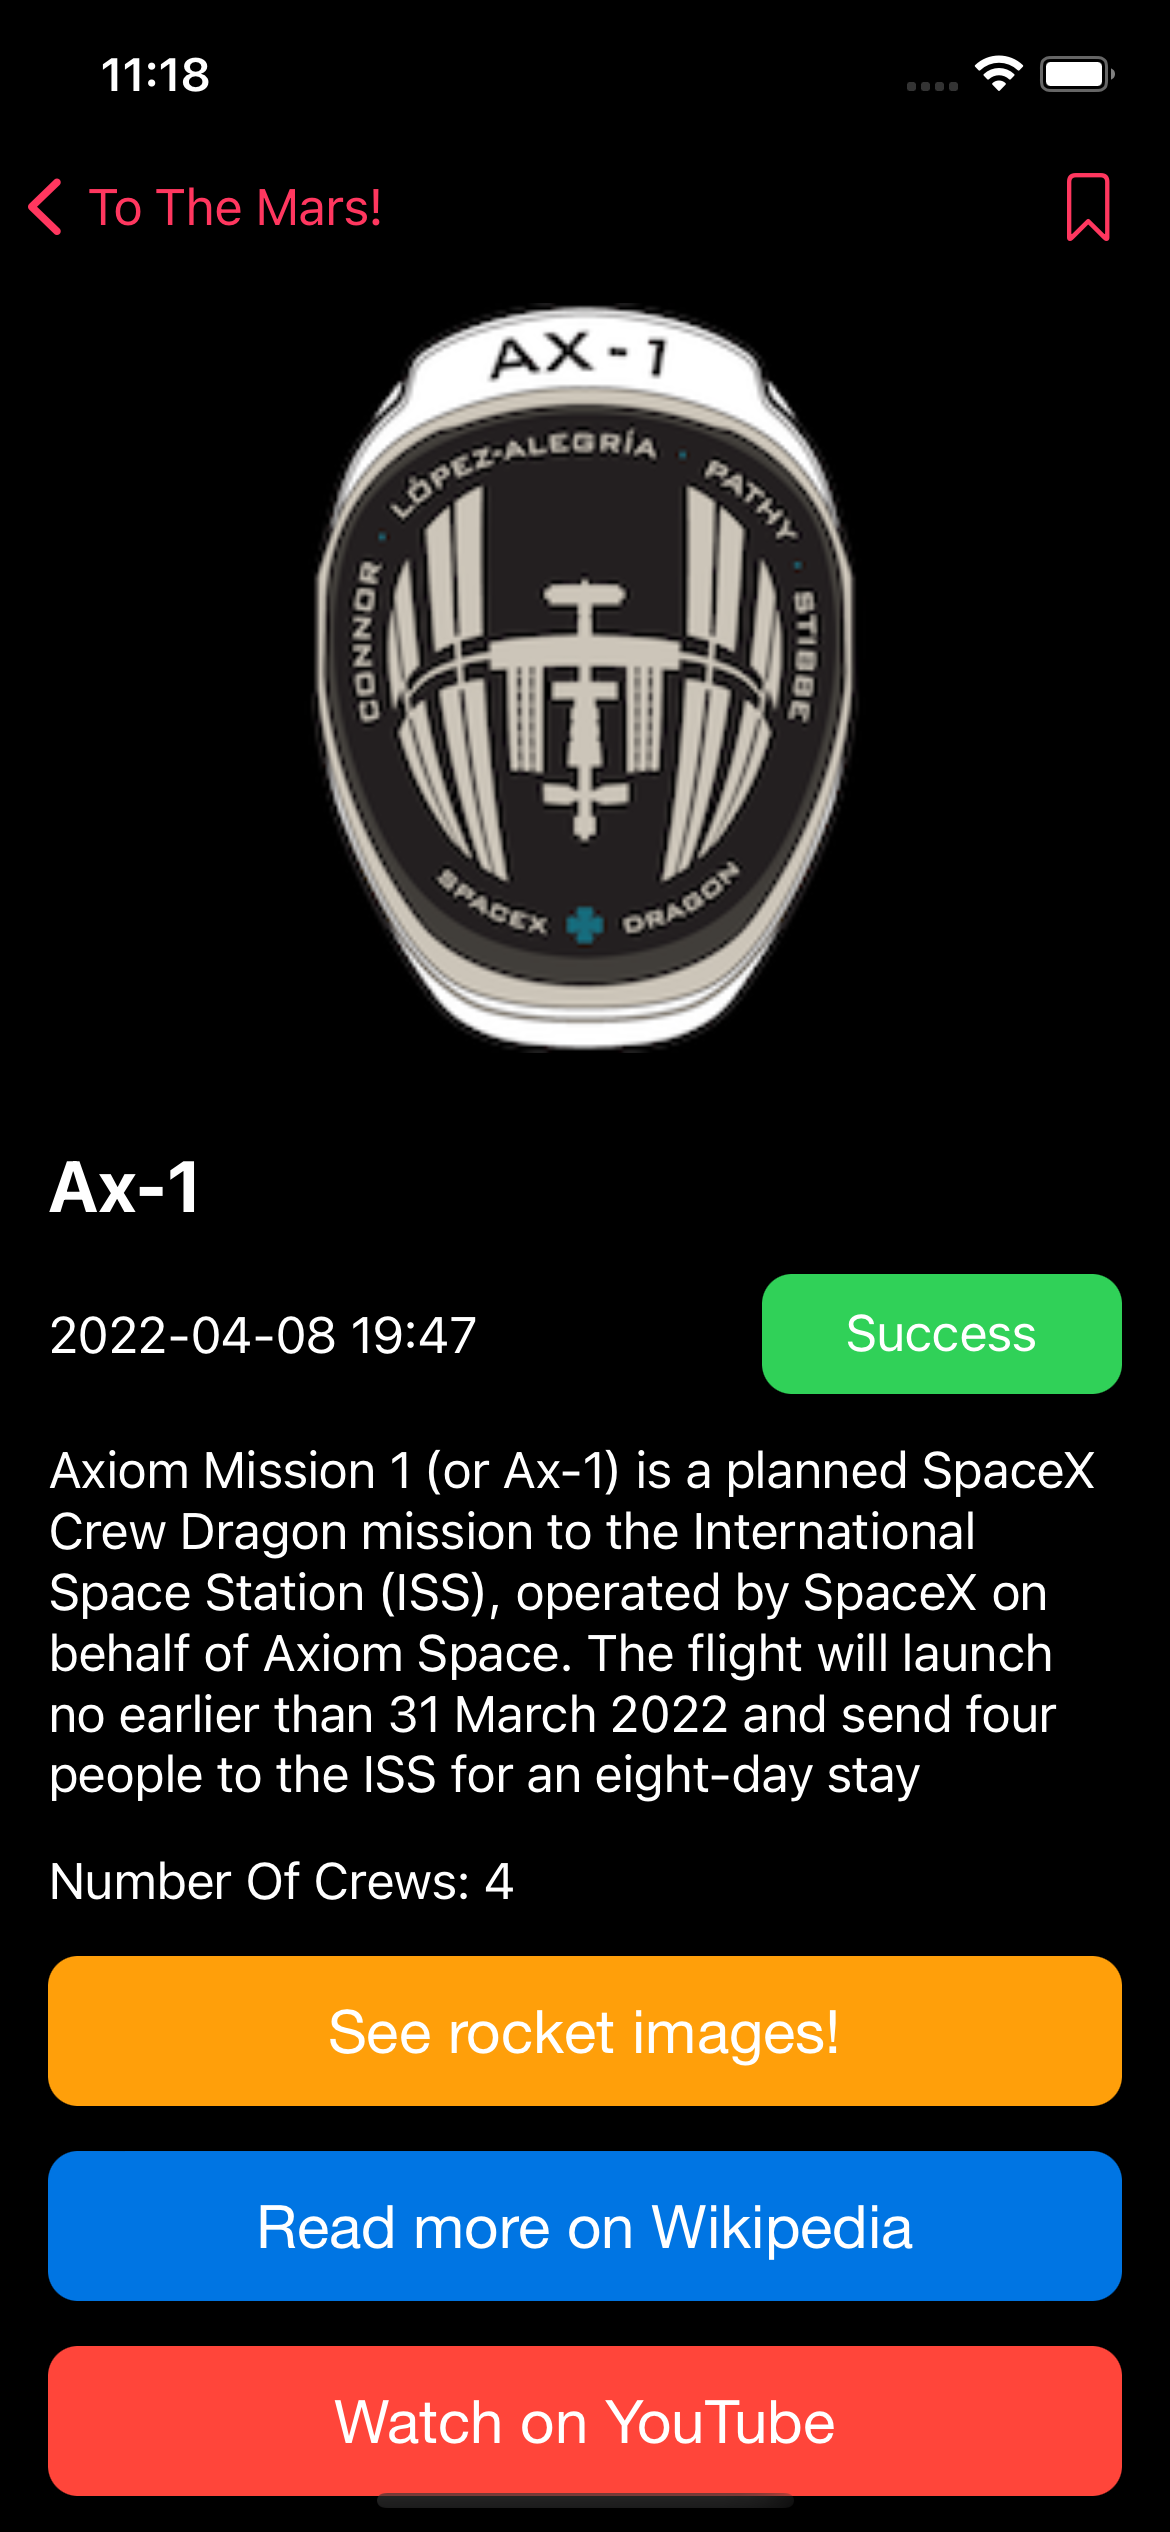 11:18
To The Mars!
AX-1
CONNOR · LÓPEZ-ALEGRÍA · PATHY · STIBBE
SPACEX DRAGON
Ax-1
2022-04-08 19:47
Success
Axiom Mission 1 (or Ax-1) is a planned SpaceX
Crew Dragon mission to the International
Space Station (ISS), operated by SpaceX on
behalf of Axiom Space. The flight will launch
no earlier than 31 March 2022 and send four
people to the ISS for an eight-day stay
Number Of Crews: 4
See rocket images!
Read more on Wikipedia
Watch on YouTube